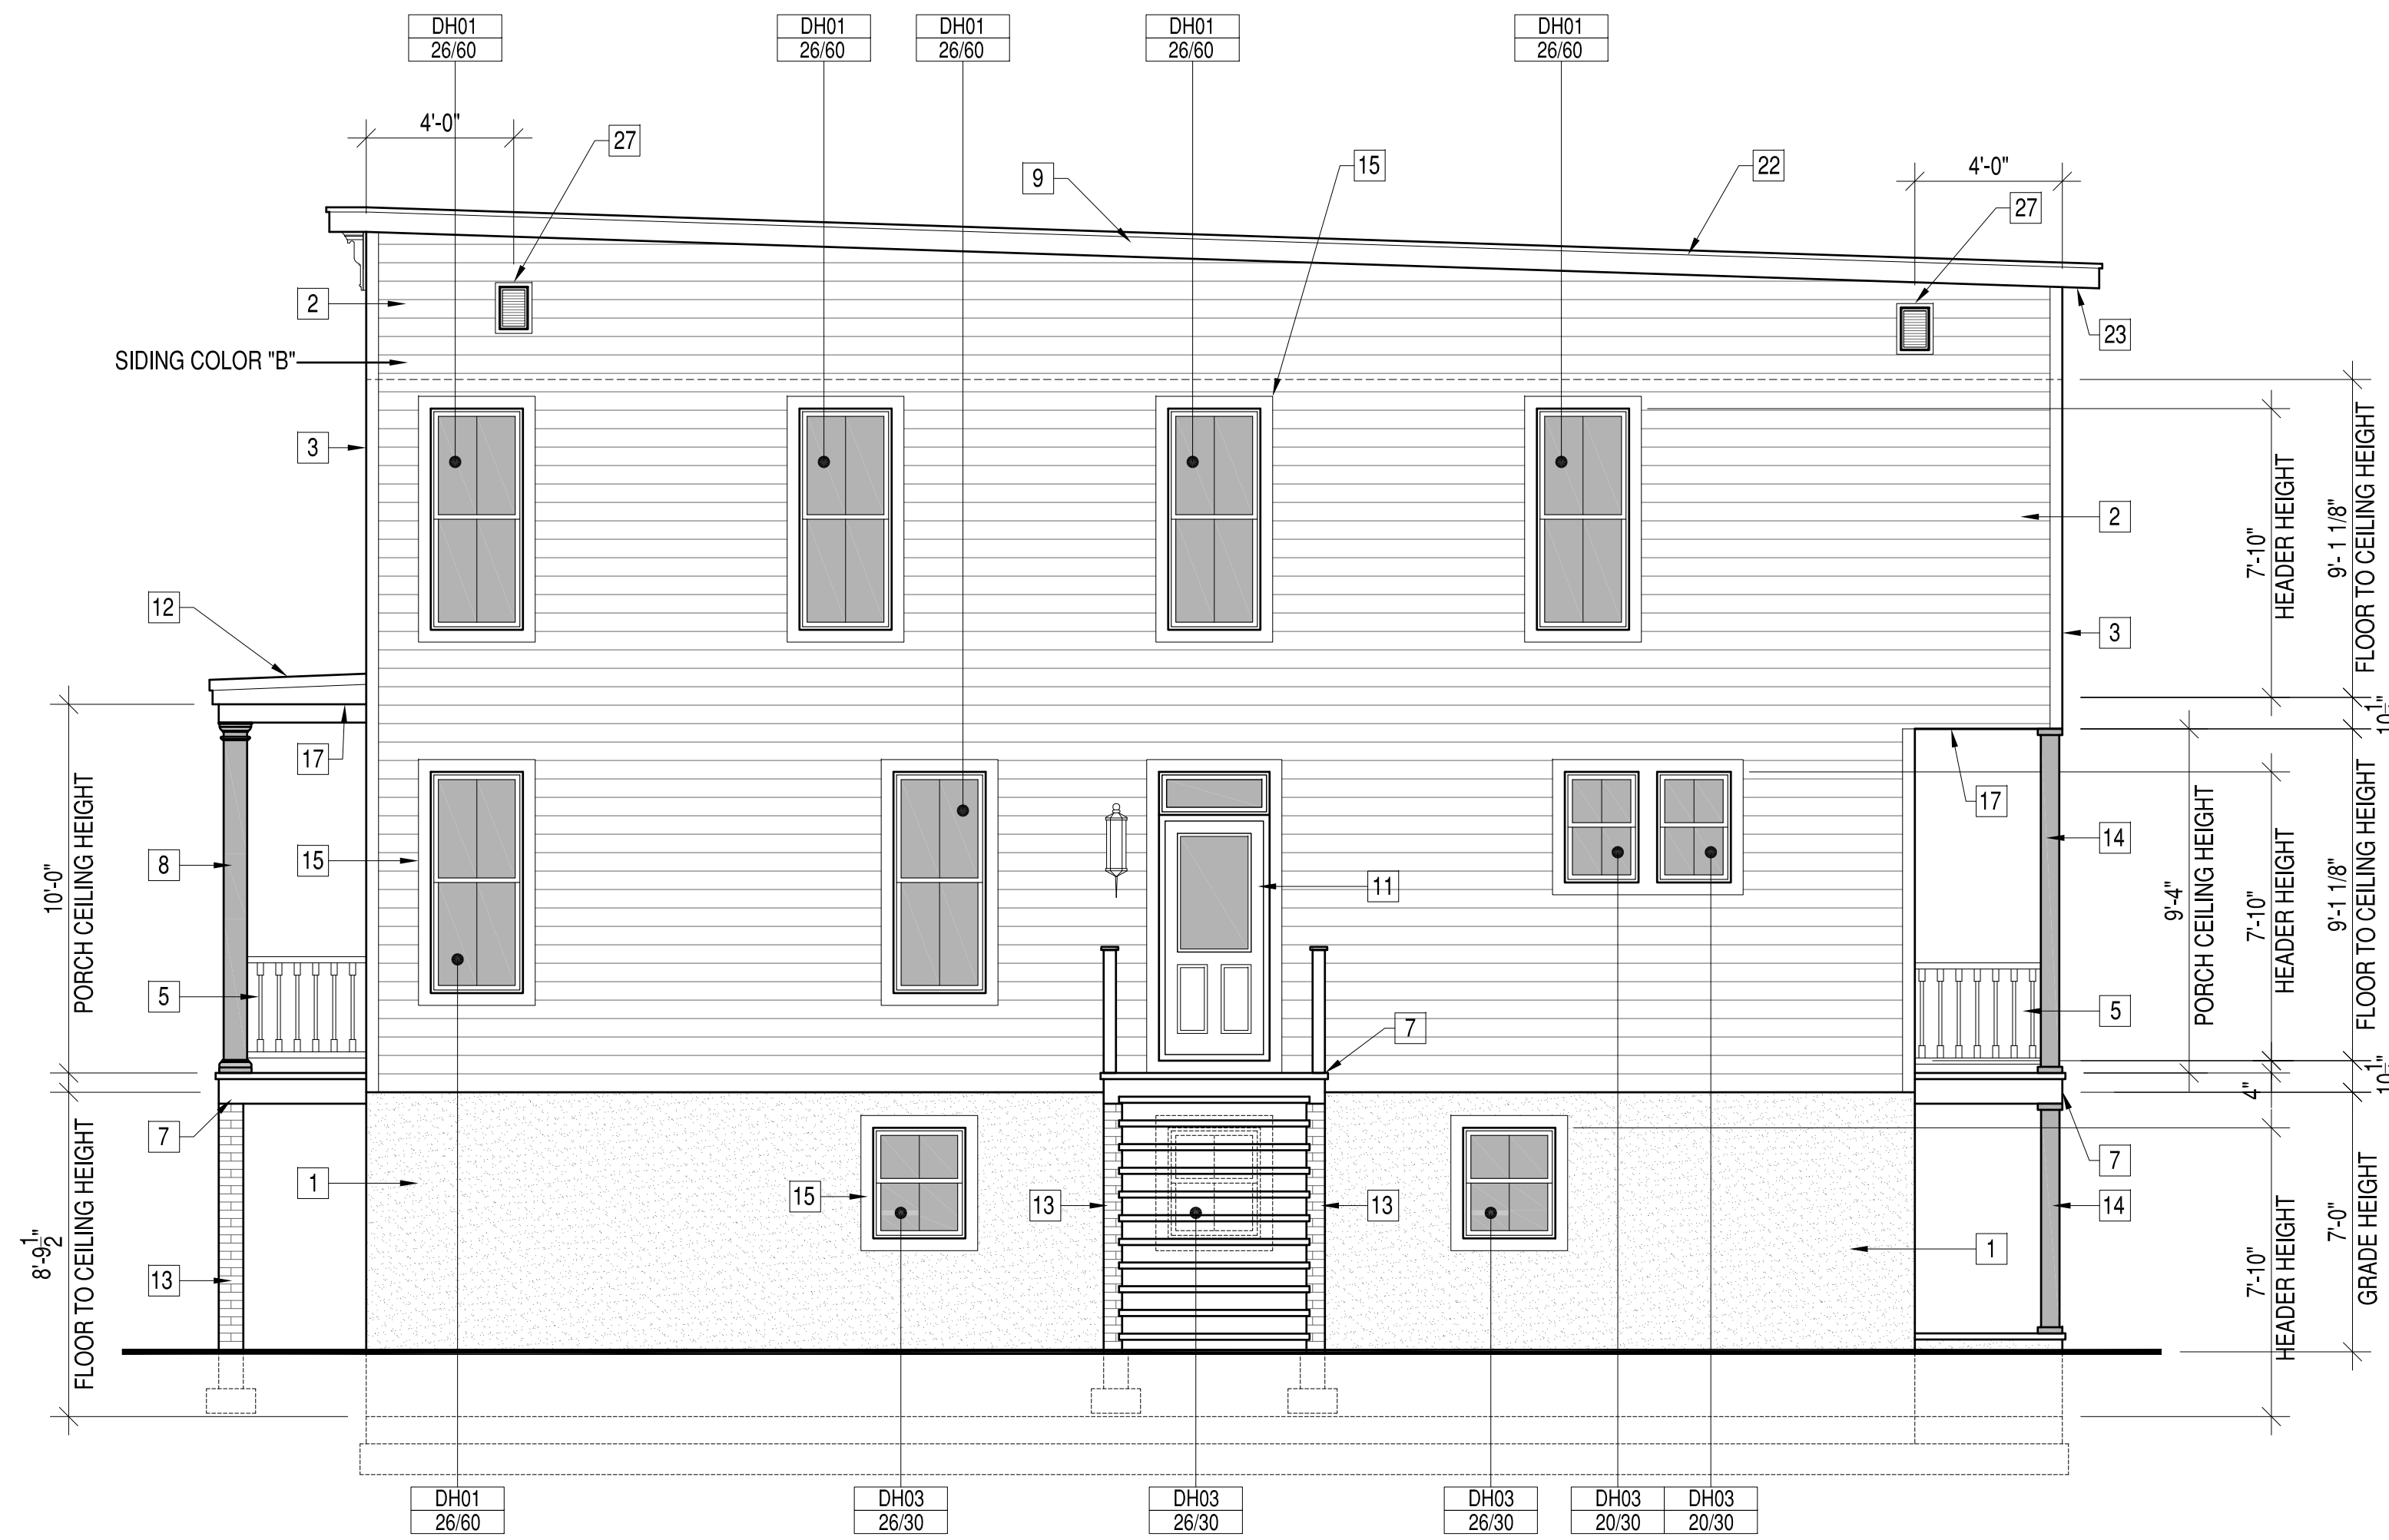 DH01 DH01 DH01 DH01 DH01
26/60 26/60 26/60 26/60 26/60
4'-0"
27
9
15
22
4'-0"
27
2
23
SIDING COLOR "B"
3
2
7'-10"
HEADER HEIGHT
9'- 1 1/8"
FLOOR TO CEILING HEIGHT
12
3
10 1"
17
17
10'-0"
PORCH CEILING HEIGHT
8
15
11
14
9'-4"
PORCH CEILING HEIGHT
7'-10"
HEADER HEIGHT
9'-1 1/8"
FLOOR TO CEILING HEIGHT
5
5
7
10 1"
4"
7
7
1
15
13
13
14
8'-9 1/2"
FLOOR TO CEILING HEIGHT
13
1
7'-10"
HEADER HEIGHT
7'-0"
GRADE HEIGHT
DH01 DH03 DH03 DH03 DH03 DH03
26/60 26/30 26/30 26/30 20/30 20/30